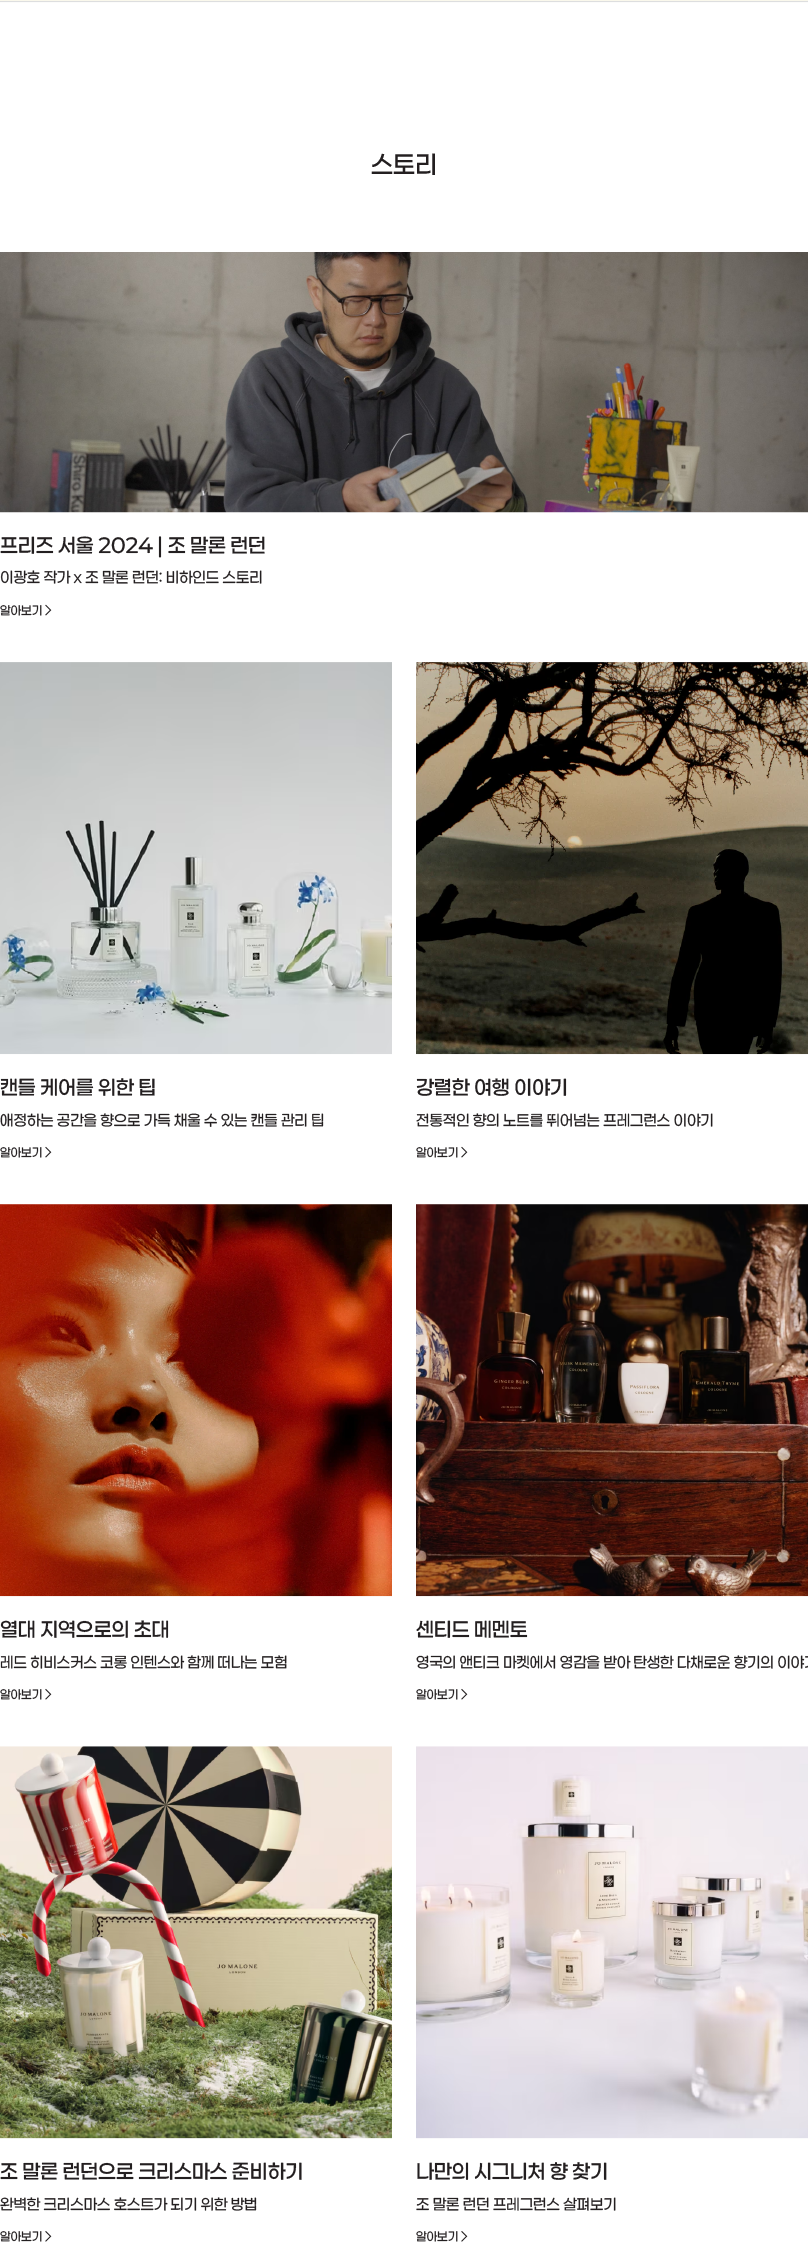 스토리
Shiro Ku
프리즈 서울 2024 | 조 말론 런던
이광호 작가 x 조 말론 런던: 비하인드 스토리
알아보기 >
캔들 케어를 위한 팁
애정하는 공간을 향으로 가득 채울 수 있는 캔들 관리 팁
알아보기 >
강렬한 여행 이야기
전통적인 향의 노트를 뛰어넘는 프레그런스 이야기
알아보기 >
GINGER BEER
COLOGNE
COLOGNE
PASSIFLORA
COLOGNE
EMERALD THYME
COLOGNE
열대 지역으로의 초대
레드 히비스커스 코롱 인텐스와 함께 떠나는 모험
알아보기 >
센티드 메멘토
영국의 앤티크 마켓에서 영감을 받아 탄생한 다채로운 향기의 이야
알아보기 >
JO MALONE
LONDON
JO MALONE
JO MALONE
조 말론 런던으로 크리스마스 준비하기
완벽한 크리스마스 호스트가 되기 위한 방법
알아보기 >
나만의 시그니처 향 찾기
조 말론 런던 프레그런스 살펴보기
알아보기 >